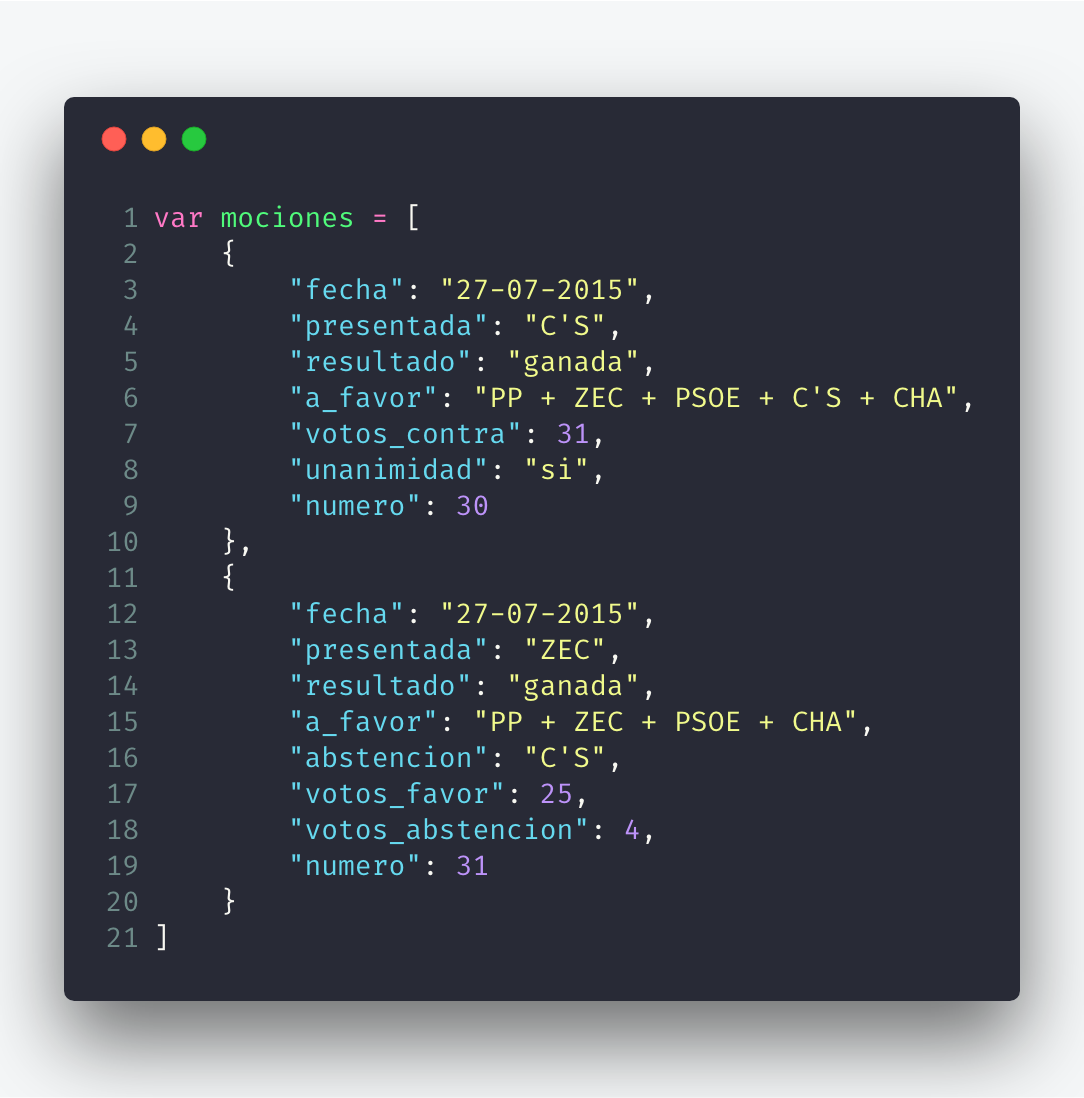 1 var mociones = [
2 {
3 "fecha": "27-07-2015",
4 "presentada": "C'S",
5 "resultado": "ganada",
6 "a_favor": "PP + ZEC + PSOE + C'S + CHA",
7 "votos_contra": 31,
8 "unanimidad": "si",
9 "numero": 30
10 },
11 {
12 "fecha": "27-07-2015",
13 "presentada": "ZEC",
14 "resultado": "ganada",
15 "a_favor": "PP + ZEC + PSOE + CHA",
16 "abstencion": "C'S",
17 "votos_favor": 25,
18 "votos_abstencion": 4,
19 "numero": 31
20 }
21 ]